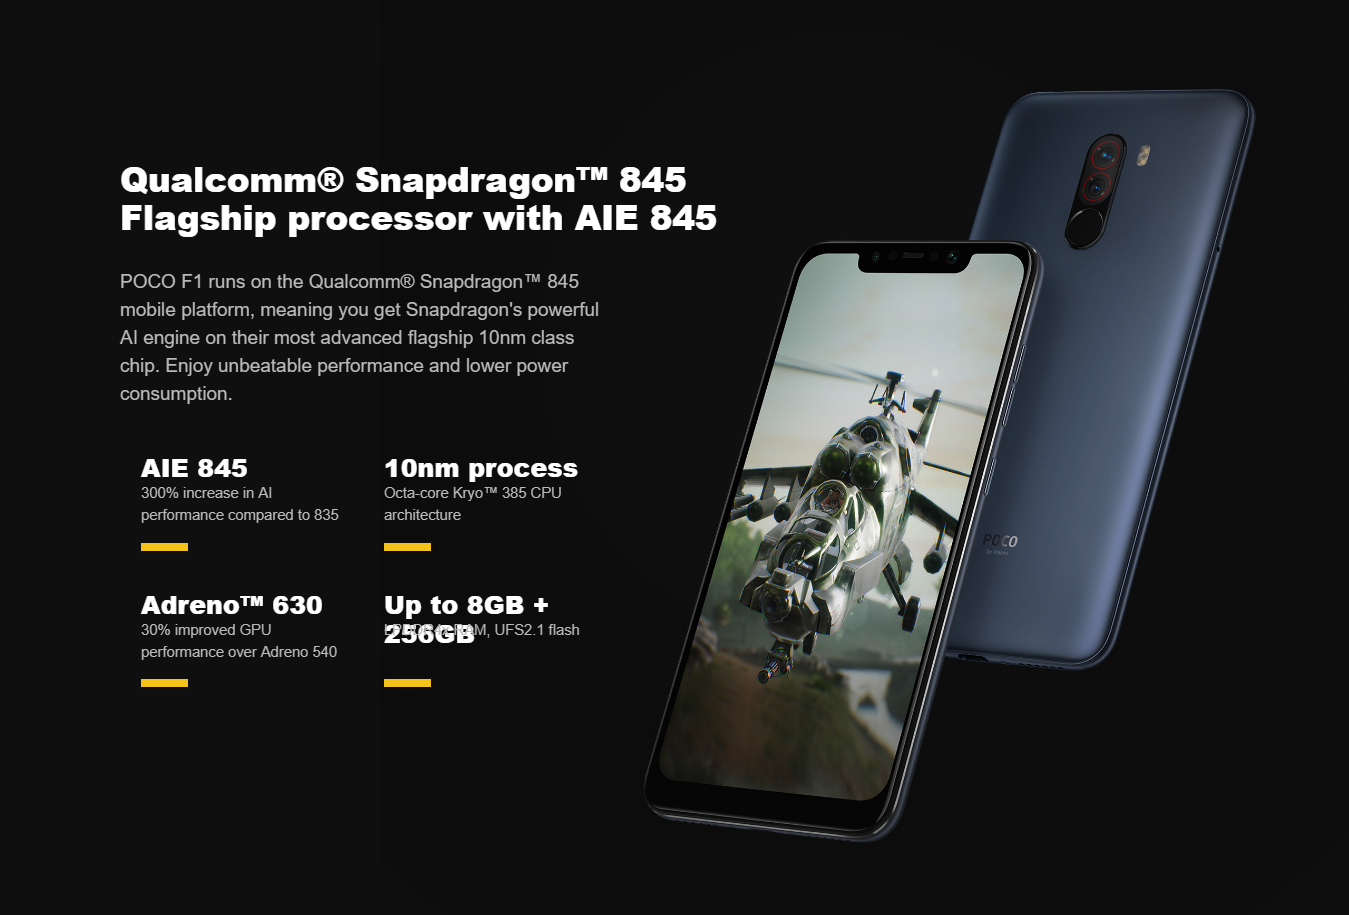 Qualcomm® Snapdragon™ 845
Flagship processor with AIE 845
POCO F1 runs on the Qualcomm® Snapdragon™ 845
mobile platform, meaning you get Snapdragon's powerful
AI engine on their most advanced flagship 10nm class
chip. Enjoy unbeatable performance and lower power
consumption.
AIE 845
300% increase in AI
performance compared to 835
10nm process
Octa-core Kryo™ 385 CPU
architecture
Adreno™ 630
30% improved GPU
performance over Adreno 540
Up to 8GB +
256GB
RAM, UFS2.1 flash
POCO
by Xiaomi